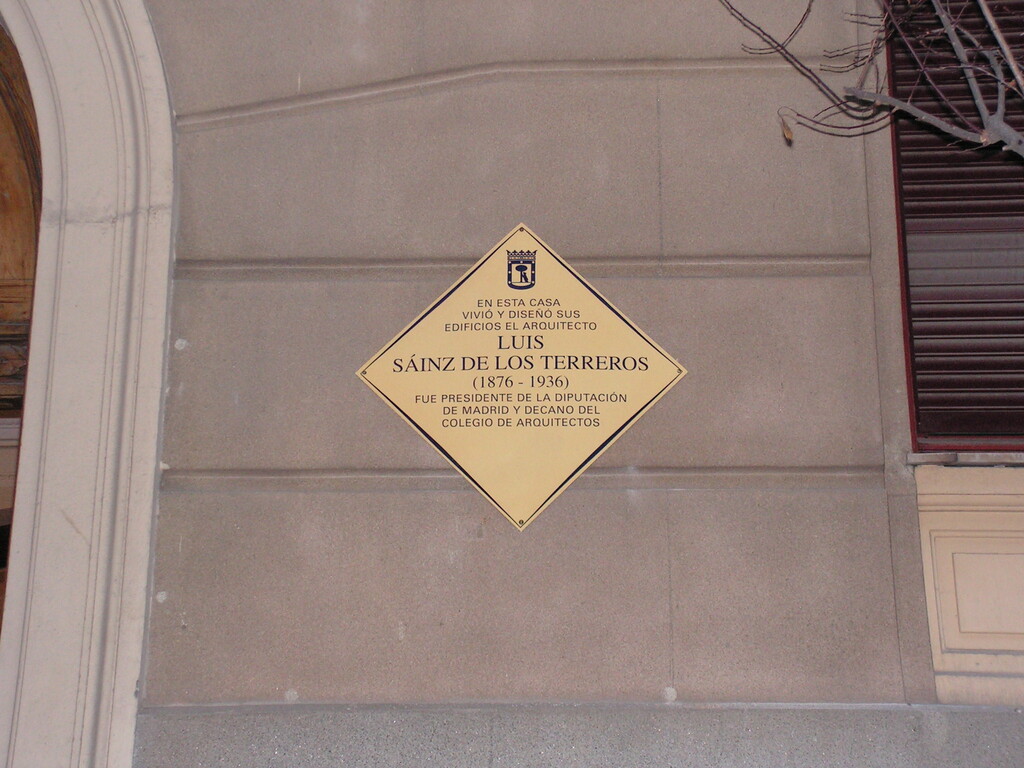 EN ESTA CASA
VIVIÓ Y DISEÑÓ SUS
EDIFICIOS EL ARQUITECTO
LUIS
SÁINZ DE LOS TERREROS
(1876 - 1936)
FUE PRESIDENTE DE LA DIPUTACIÓN
DE MADRID Y DECANO DEL
COLEGIO DE ARQUITECTOS